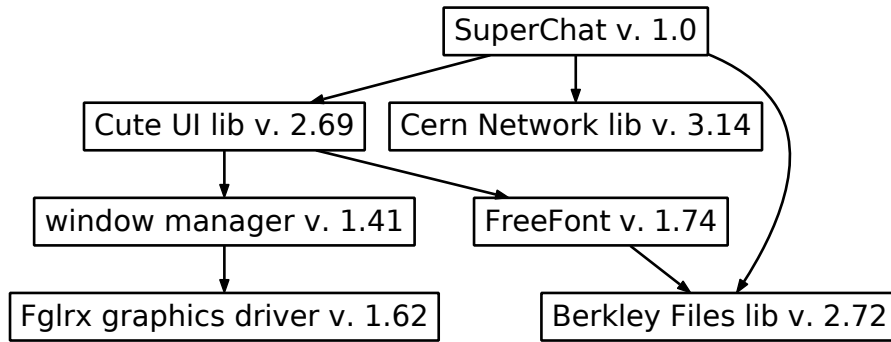 SuperChat v. 1.0
Cute UI lib v. 2.69
Cern Network lib v. 3.14
window manager v. 1.41
FreeFont v. 1.74
Fglrx graphics driver v. 1.62
Berkley Files lib v. 2.72